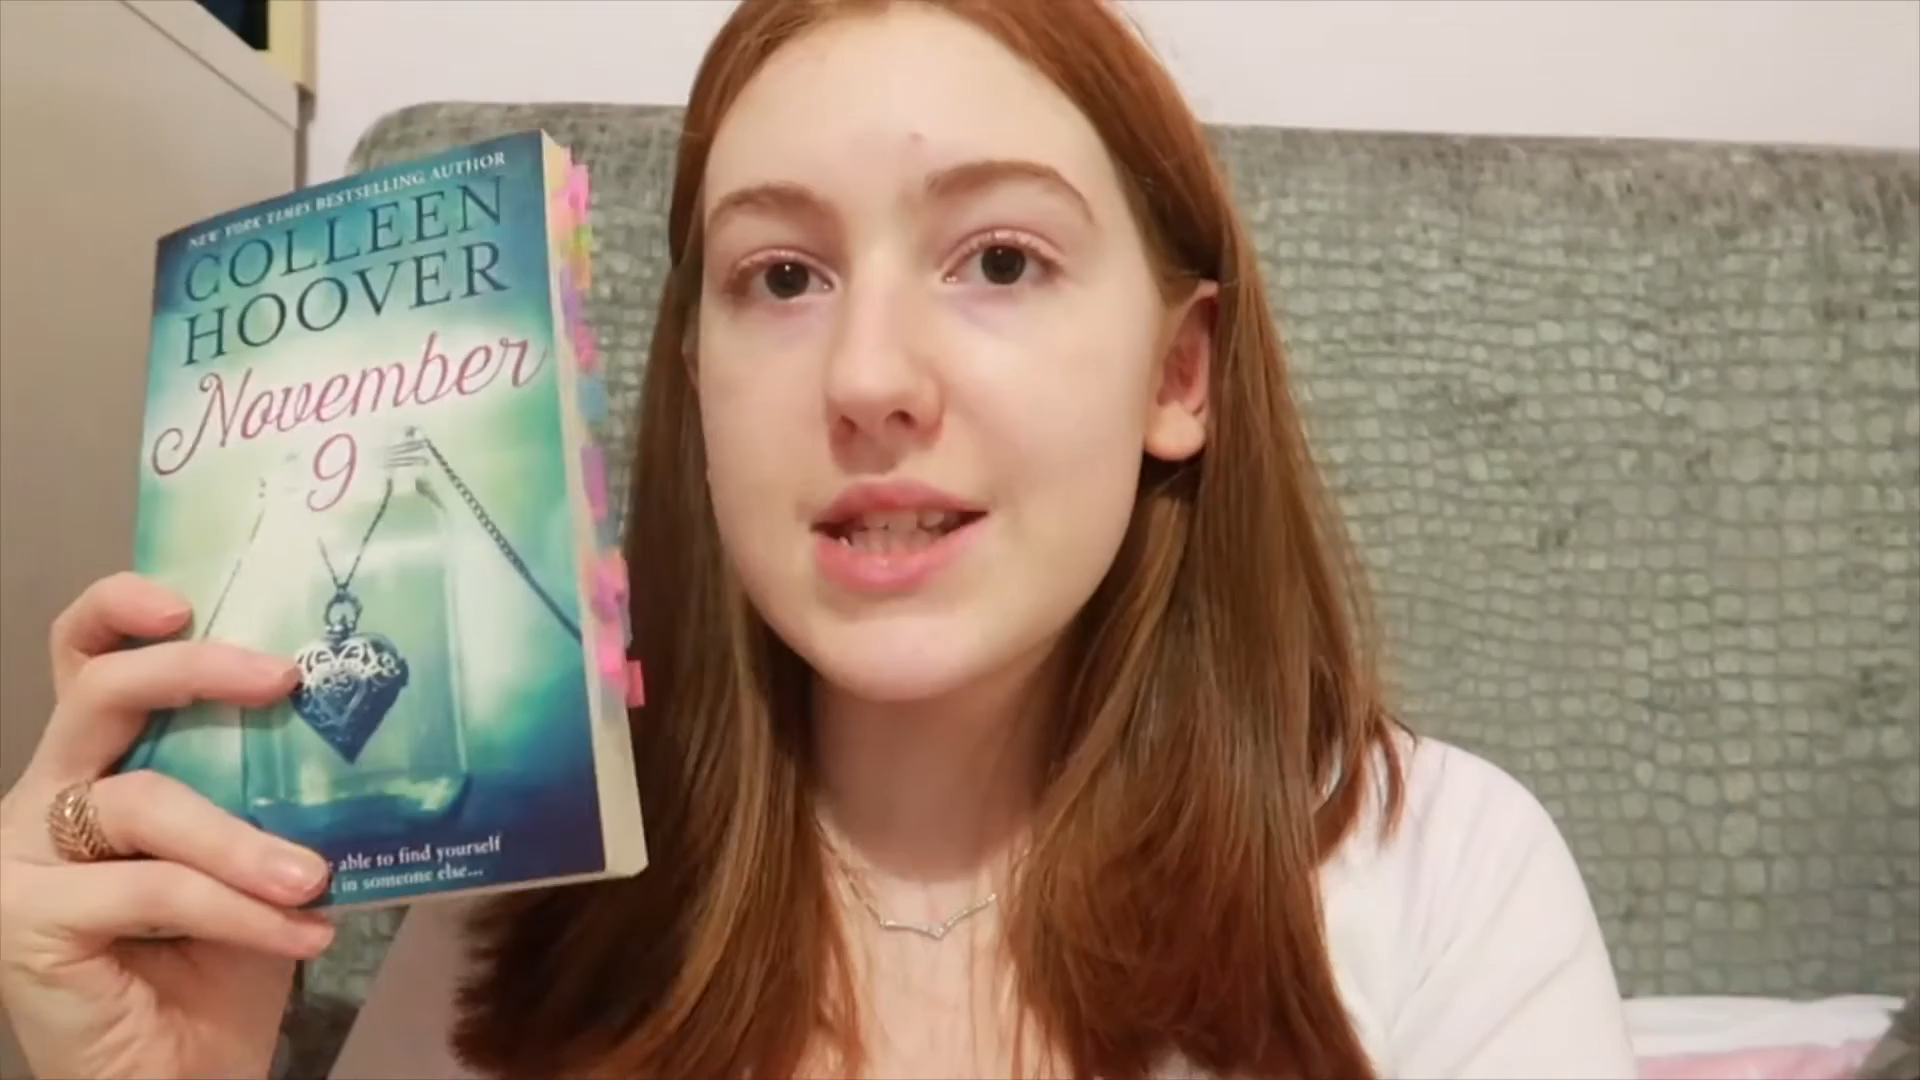 NEW YORK TIMES BESTSELLING AUTHOR
COLLEEN
HOOVER
November
9
able to find yourself
in someone else...